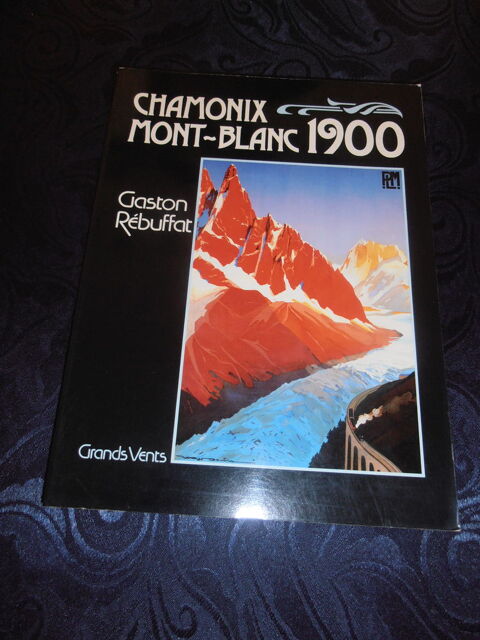 CHAMONIX
MONT-BLANC 1900
PLM
Gaston
Rébuffat
Grands Vents